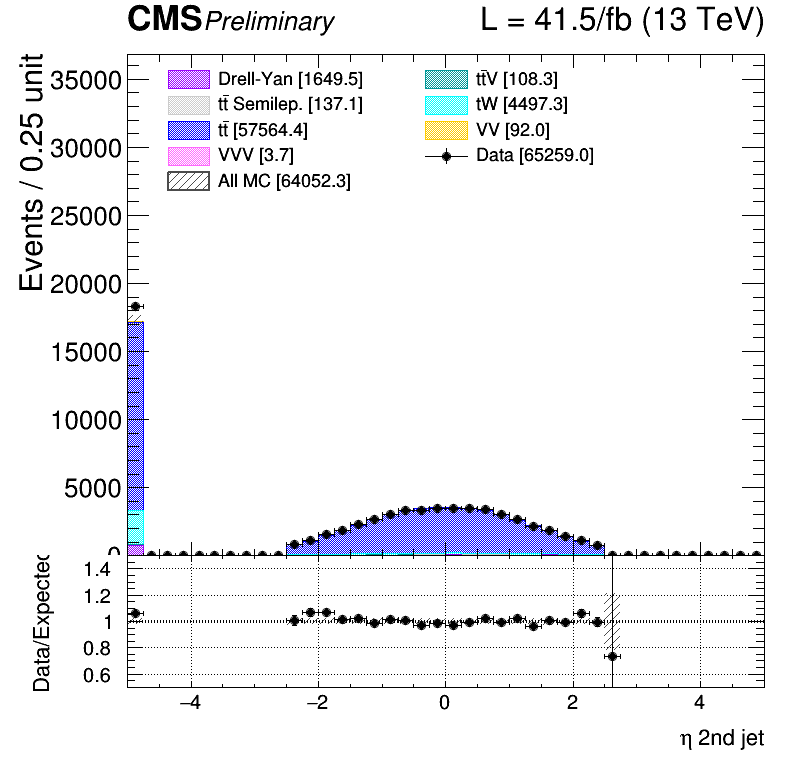 CMS Preliminary L = 41.5/fb (13 TeV)
Events / 0.25 unit
35000
30000
25000
20000
15000
10000
5000
0
Drell-Yan [1649.5]
tt̄ Semilep. [137.1]
tt̄ [57564.4]
VVV [3.7]
All MC [64052.3]
tt̄V [108.3]
tW [4497.3]
VV [92.0]
Data [65259.0]
Data/Expected
1.4
1.2
1
0.8
0.6
−4 −2 0 2 4
η 2nd jet